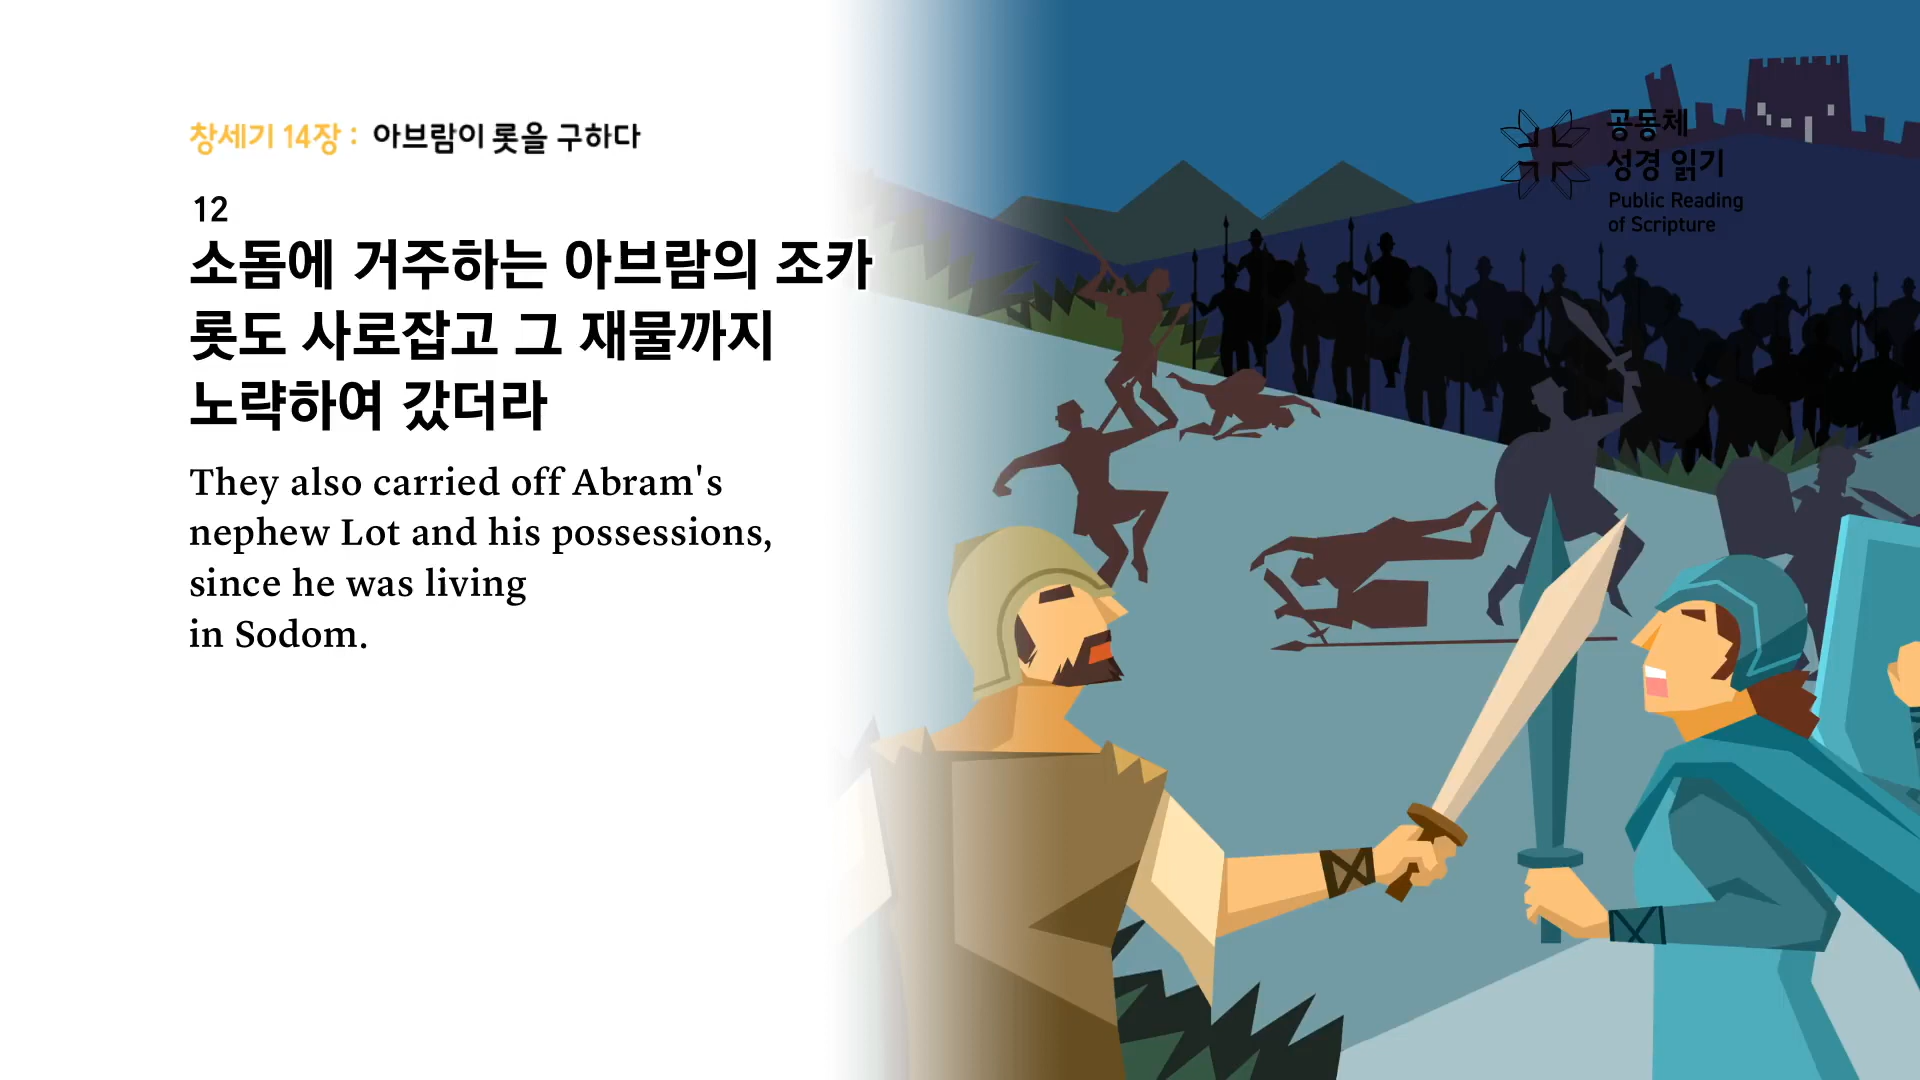 창세기 14장 : 아브람이 롯을 구하다
12
소돔에 거주하는 아브람의 조카
롯도 사로잡고 그 재물까지
노략하여 갔더라
They also carried off Abram's
nephew Lot and his possessions,
since he was living
in Sodom.
공동체
성경 읽기
Public Reading
of Scripture